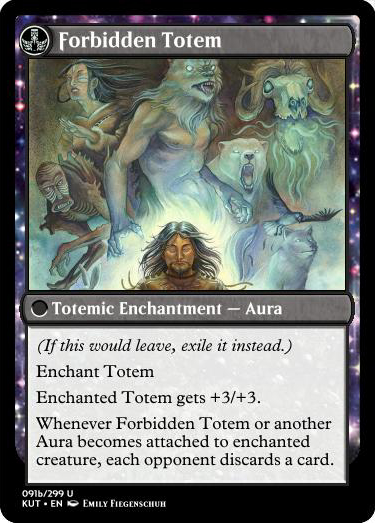 Forbidden Totem
Totemic Enchantment — Aura
(If this would leave, exile it instead.)
Enchant Totem
Enchanted Totem gets +3/+3.
Whenever Forbidden Totem or another
Aura becomes attached to enchanted
creature, each opponent discards a card.
091b/299 U
KUT • EN Emily Fiegenschuh